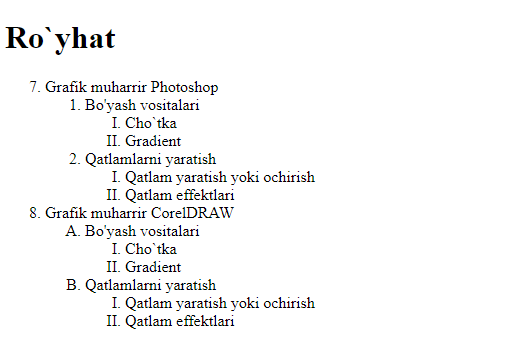 Ro`yhat
7. Grafik muharrir Photoshop
1. Bo'yash vositalari
I. Cho`tka
II. Gradient
2. Qatlamlarni yaratish
I. Qatlam yaratish yoki ochirish
II. Qatlam effektlari
8. Grafik muharrir CorelDRAW
A. Bo'yash vositalari
I. Cho`tka
II. Gradient
B. Qatlamlarni yaratish
I. Qatlam yaratish yoki ochirish
II. Qatlam effektlari